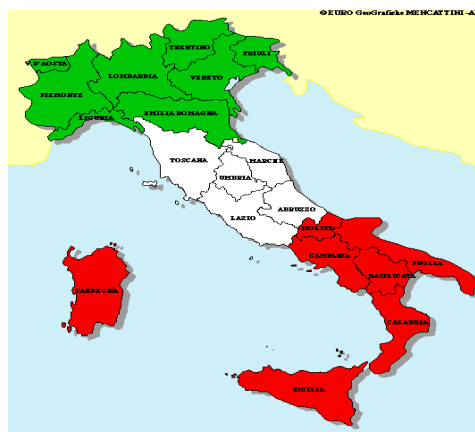 © EURO GeoGrafiche MENCATTINI -A
TRENTINO
FRIULI
V. D'AOSTA
LOMBARDIA
VENETO
PIEMONTE
EMILIA ROMAGNA
LIGURIA
TOSCANA
MARCHE
UMBRIA
ABRUZZO
LAZIO
MOLISE
CAMPANIA
PUGLIA
BASILICATA
SARDEGNA
CALABRIA
SICILIA